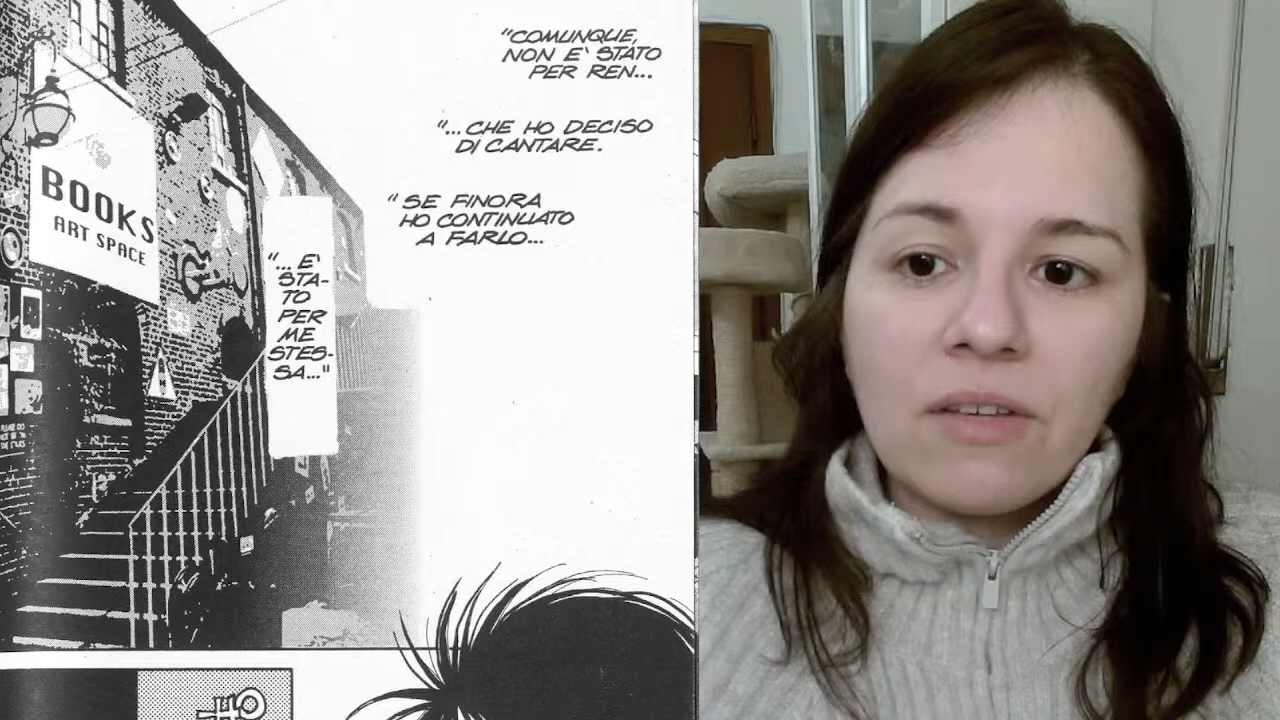 "COMUNQUE,
NON E' STATO
PER REN...
"...CHE HO DECISO
DI CANTARE.
"SE FINORA
HO CONTINUATO
A FARLO...
"... E'
STA-
TO
PER
ME
STES-
SA..."
BOOKS
ART SPACE